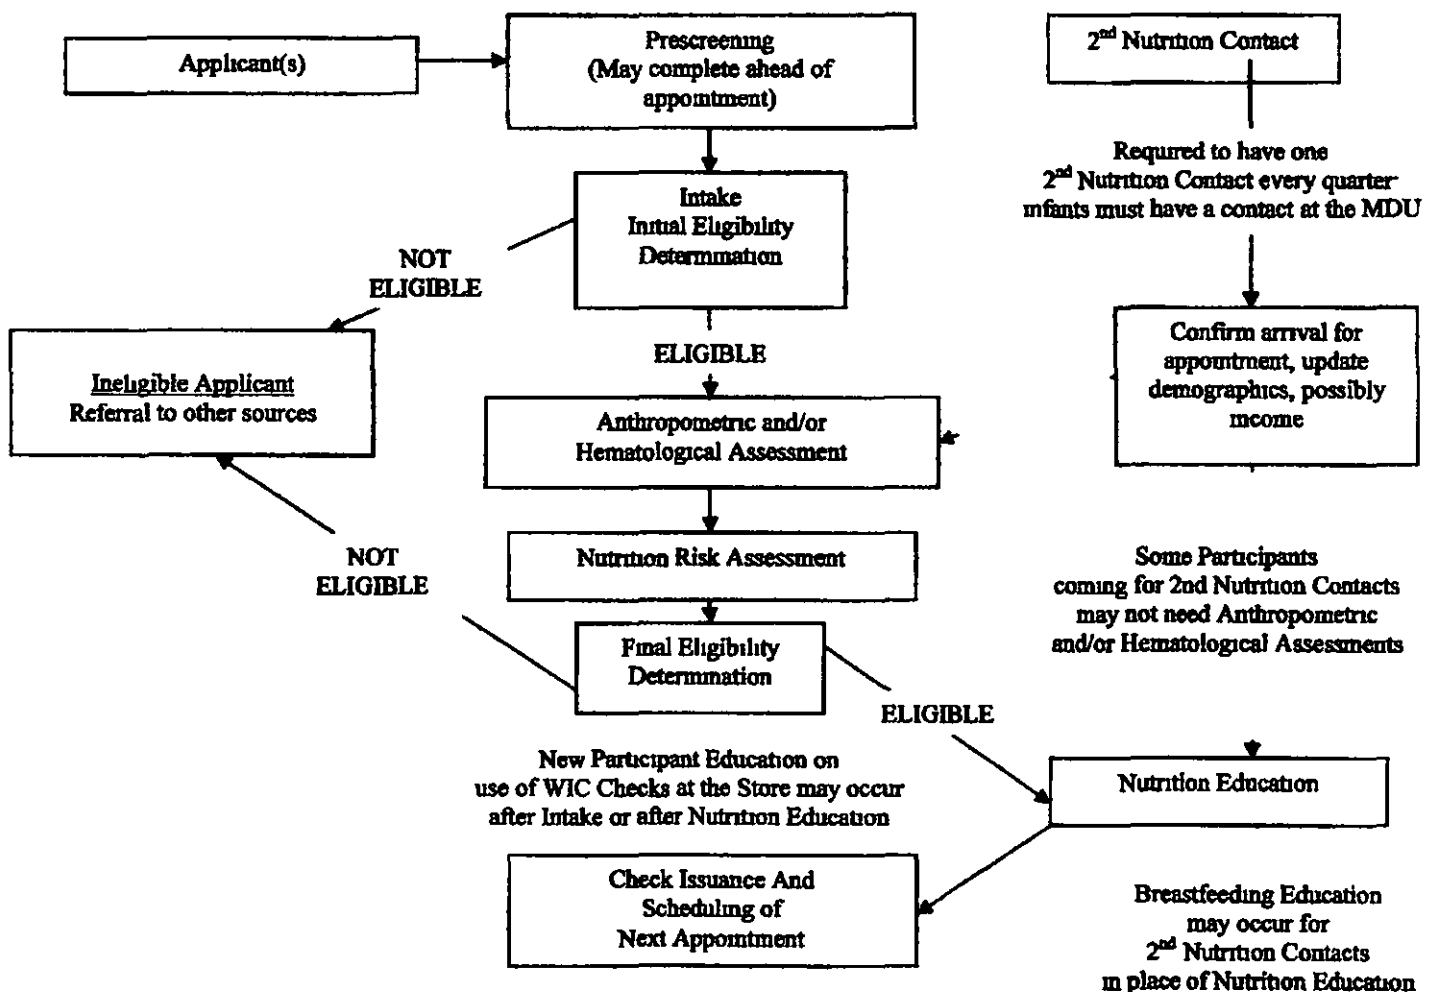 Applicant(s)
Prescreening
(May complete ahead of
appointment)
2nd Nutrition Contact
Required to have one
2nd Nutrition Contact every quarter
infants must have a contact at the MDU
Intake
Initial Eligibility
Determination
NOT
ELIGIBLE
ELIGIBLE
Ineligible Applicant
Referral to other sources
Confirm arrival for
appointment, update
demographics, possibly
income
Anthropometric and/or
Hematological Assessment
Nutrition Risk Assessment
NOT
ELIGIBLE
Some Participants
coming for 2nd Nutrition Contacts
may not need Anthropometric
and/or Hematological Assessments
Final Eligibility
Determination
ELIGIBLE
New Participant Education on
use of WIC Checks at the Store may occur
after Intake or after Nutrition Education
Nutrition Education
Check Issuance And
Scheduling of
Next Appointment
Breastfeeding Education
may occur for
2nd Nutrition Contacts
in place of Nutrition Education